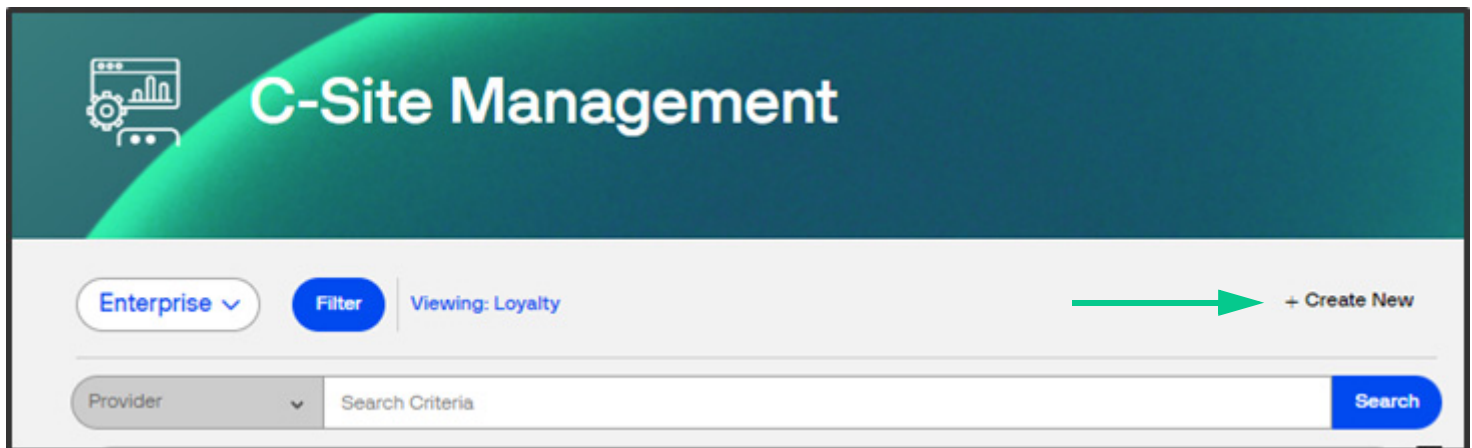 C-Site Management
Enterprise
Filter
Viewing: Loyalty
+ Create New
Provider
Search Criteria
Search